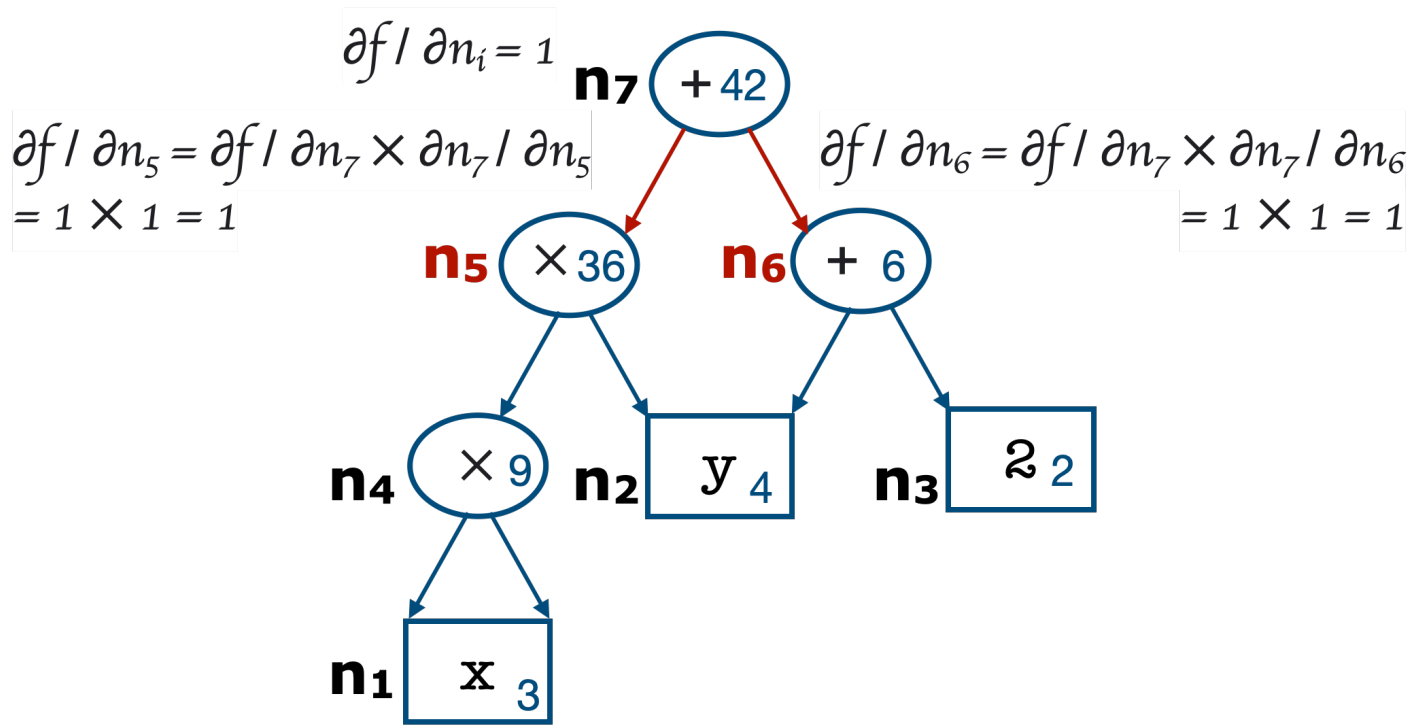 ∂f / ∂nᵢ = 1
n₇ + 42
∂f / ∂n₅ = ∂f / ∂n₇ × ∂n₇ / ∂n₅
= 1 × 1 = 1
∂f / ∂n₆ = ∂f / ∂n₇ × ∂n₇ / ∂n₆
= 1 × 1 = 1
n₅ × 36
n₆ + 6
n₄ × 9
n₂ y 4
n₃ 2 2
n₁ x 3